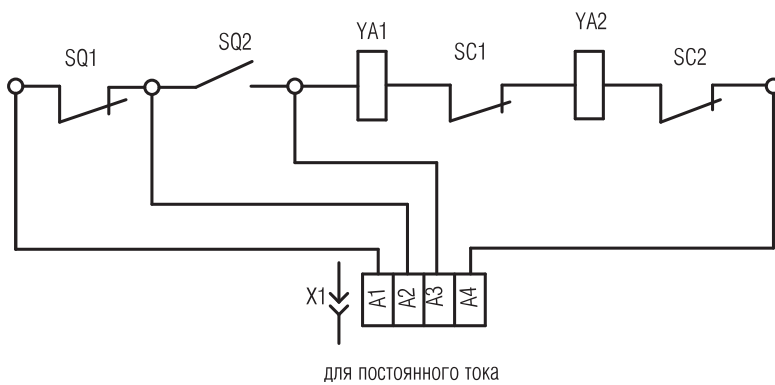 YA1
YA2
SQ1
SQ2
SC1
SC2
X1
A1
A2
A3
A4
для постоянного тока